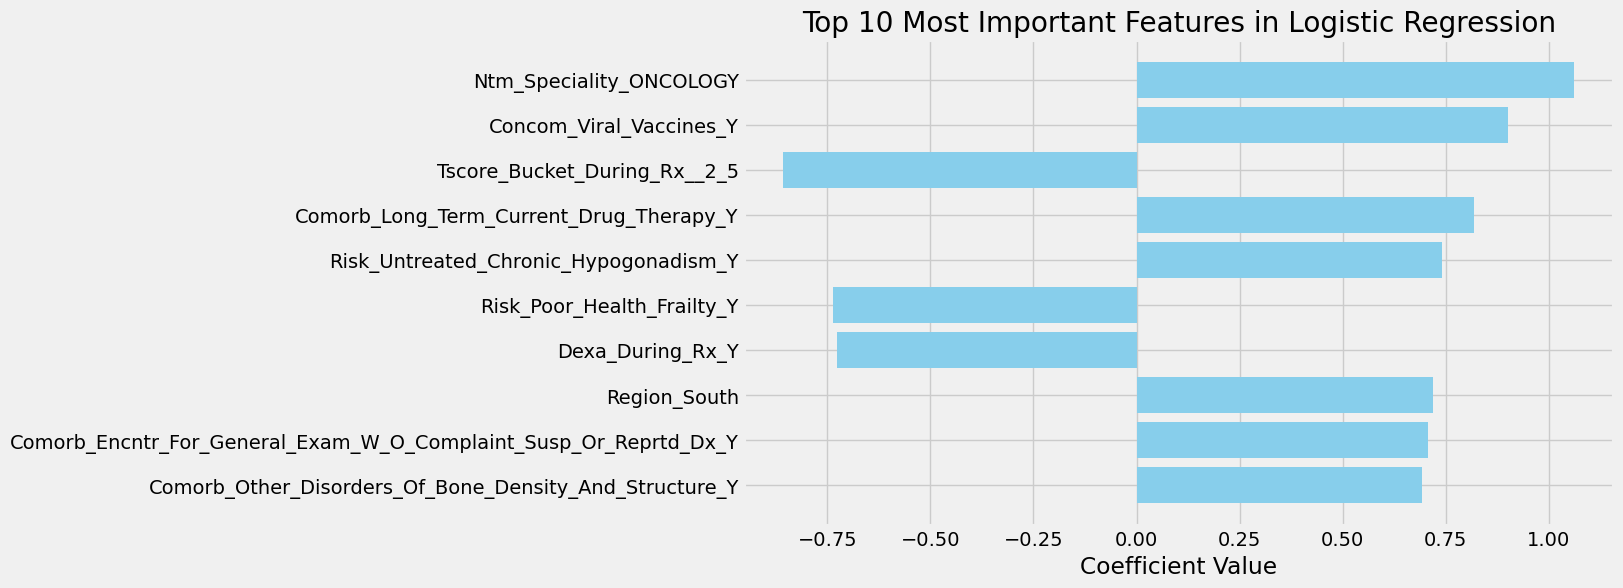 Top 10 Most Important Features in Logistic Regression
Ntm_Speciality_ONCOLOGY
Concom_Viral_Vaccines_Y
Tscore_Bucket_During_Rx__2_5
Comorb_Long_Term_Current_Drug_Therapy_Y
Risk_Untreated_Chronic_Hypogonadism_Y
Risk_Poor_Health_Frailty_Y
Dexa_During_Rx_Y
Region_South
Comorb_Encntr_For_General_Exam_W_O_Complaint_Susp_Or_Reprtd_Dx_Y
Comorb_Other_Disorders_Of_Bone_Density_And_Structure_Y
−0.75 −0.50 −0.25 0.00 0.25 0.50 0.75 1.00
Coefficient Value